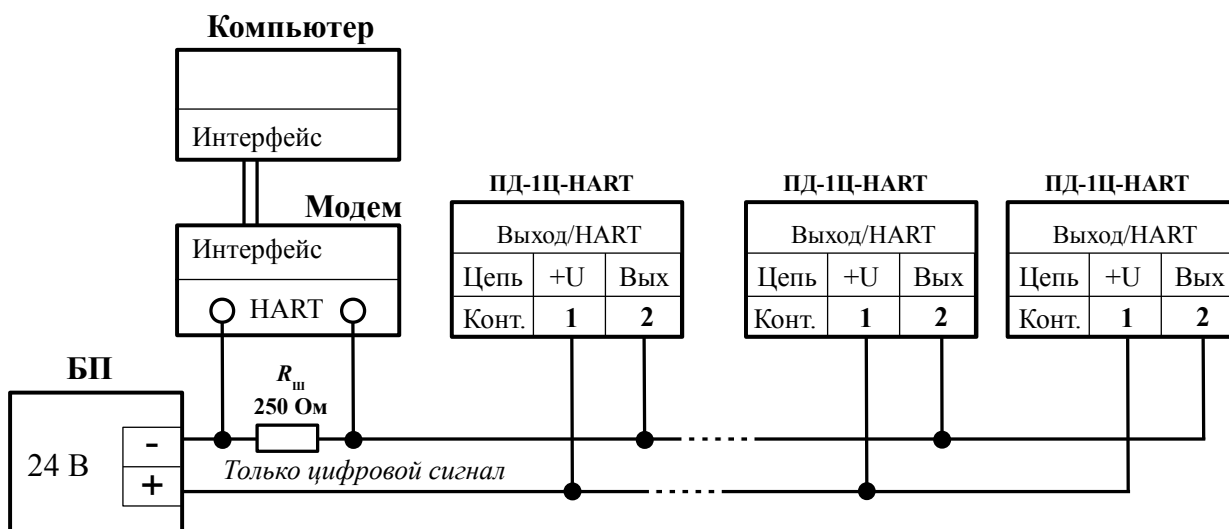 Компьютер
Интерфейс
Модем
Интерфейс
HART
ПД-1Ц-HART
Выход/HART
Цепь +U Вых
Конт. 1 2
ПД-1Ц-HART
Выход/HART
Цепь +U Вых
Конт. 1 2
ПД-1Ц-HART
Выход/HART
Цепь +U Вых
Конт. 1 2
БП
24 В
-
+
Rш
250 Ом
Только цифровой сигнал